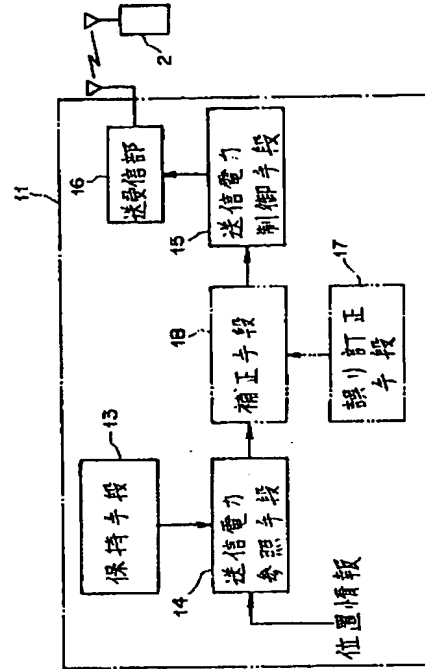 11
保持手段
13
送信電力
参照手段
14
位置情報
補正手段
18
誤り訂正
手段
17
送信電力
制御手段
15
送受信部
16
2